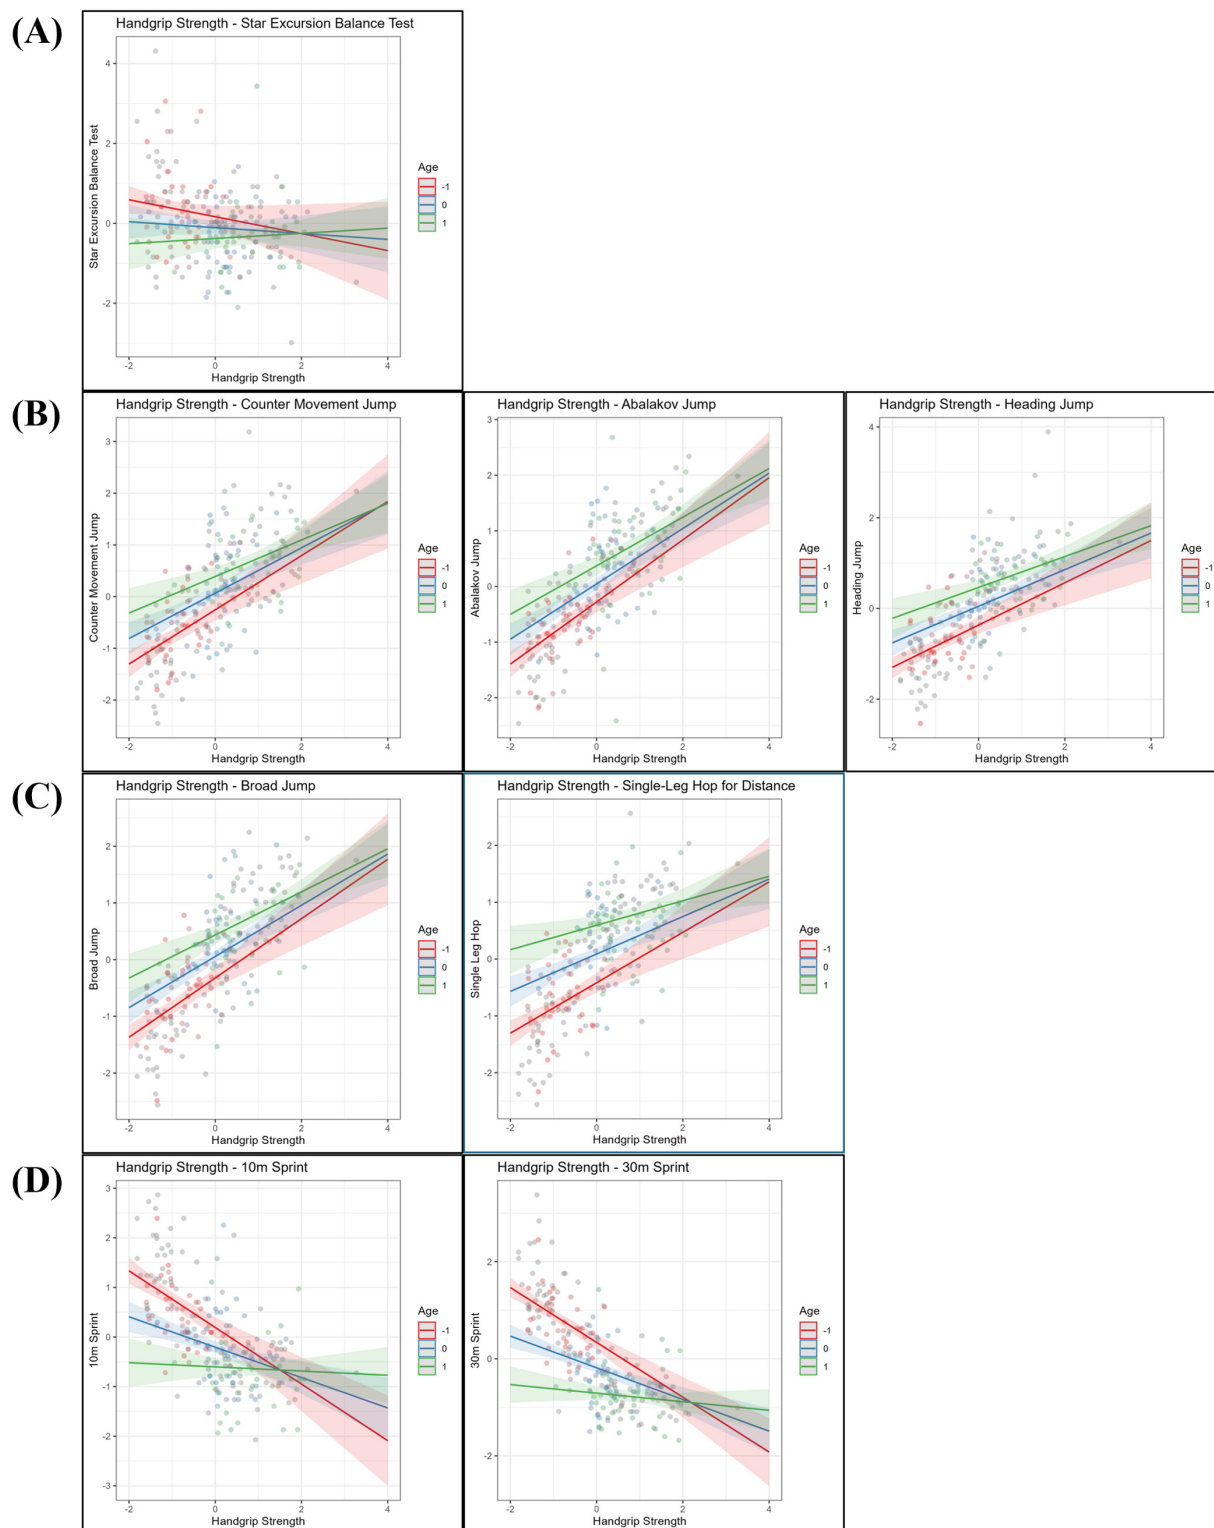 (A)
Handgrip Strength - Star Excursion Balance Test
4
2
0
-2
Star Excursion Balance Test
-2 0 2 4
Handgrip Strength
Age
-1
0
1
(B)
Handgrip Strength - Counter Movement Jump
3
2
1
0
-1
-2
Counter Movement Jump
-2 0 2 4
Handgrip Strength
Age
-1
0
1
Handgrip Strength - Abalakov Jump
3
2
1
0
-1
-2
Abalakov Jump
-2 0 2 4
Handgrip Strength
Age
-1
0
1
Handgrip Strength - Heading Jump
4
2
0
-2
Heading Jump
-2 0 2 4
Handgrip Strength
Age
-1
0
1
(C)
Handgrip Strength - Broad Jump
2
1
0
-1
-2
Broad Jump
-2 0 2 4
Handgrip Strength
Age
-1
0
1
Handgrip Strength - Single-Leg Hop for Distance
2
1
0
-1
-2
Single Leg Hop
-2 0 2 4
Handgrip Strength
Age
-1
0
1
(D)
Handgrip Strength - 10m Sprint
3
2
1
0
-1
-2
-3
10m Sprint
-2 0 2 4
Handgrip Strength
Age
-1
0
1
Handgrip Strength - 30m Sprint
2
0
-2
30m Sprint
-2 0 2 4
Handgrip Strength
Age
-1
0
1